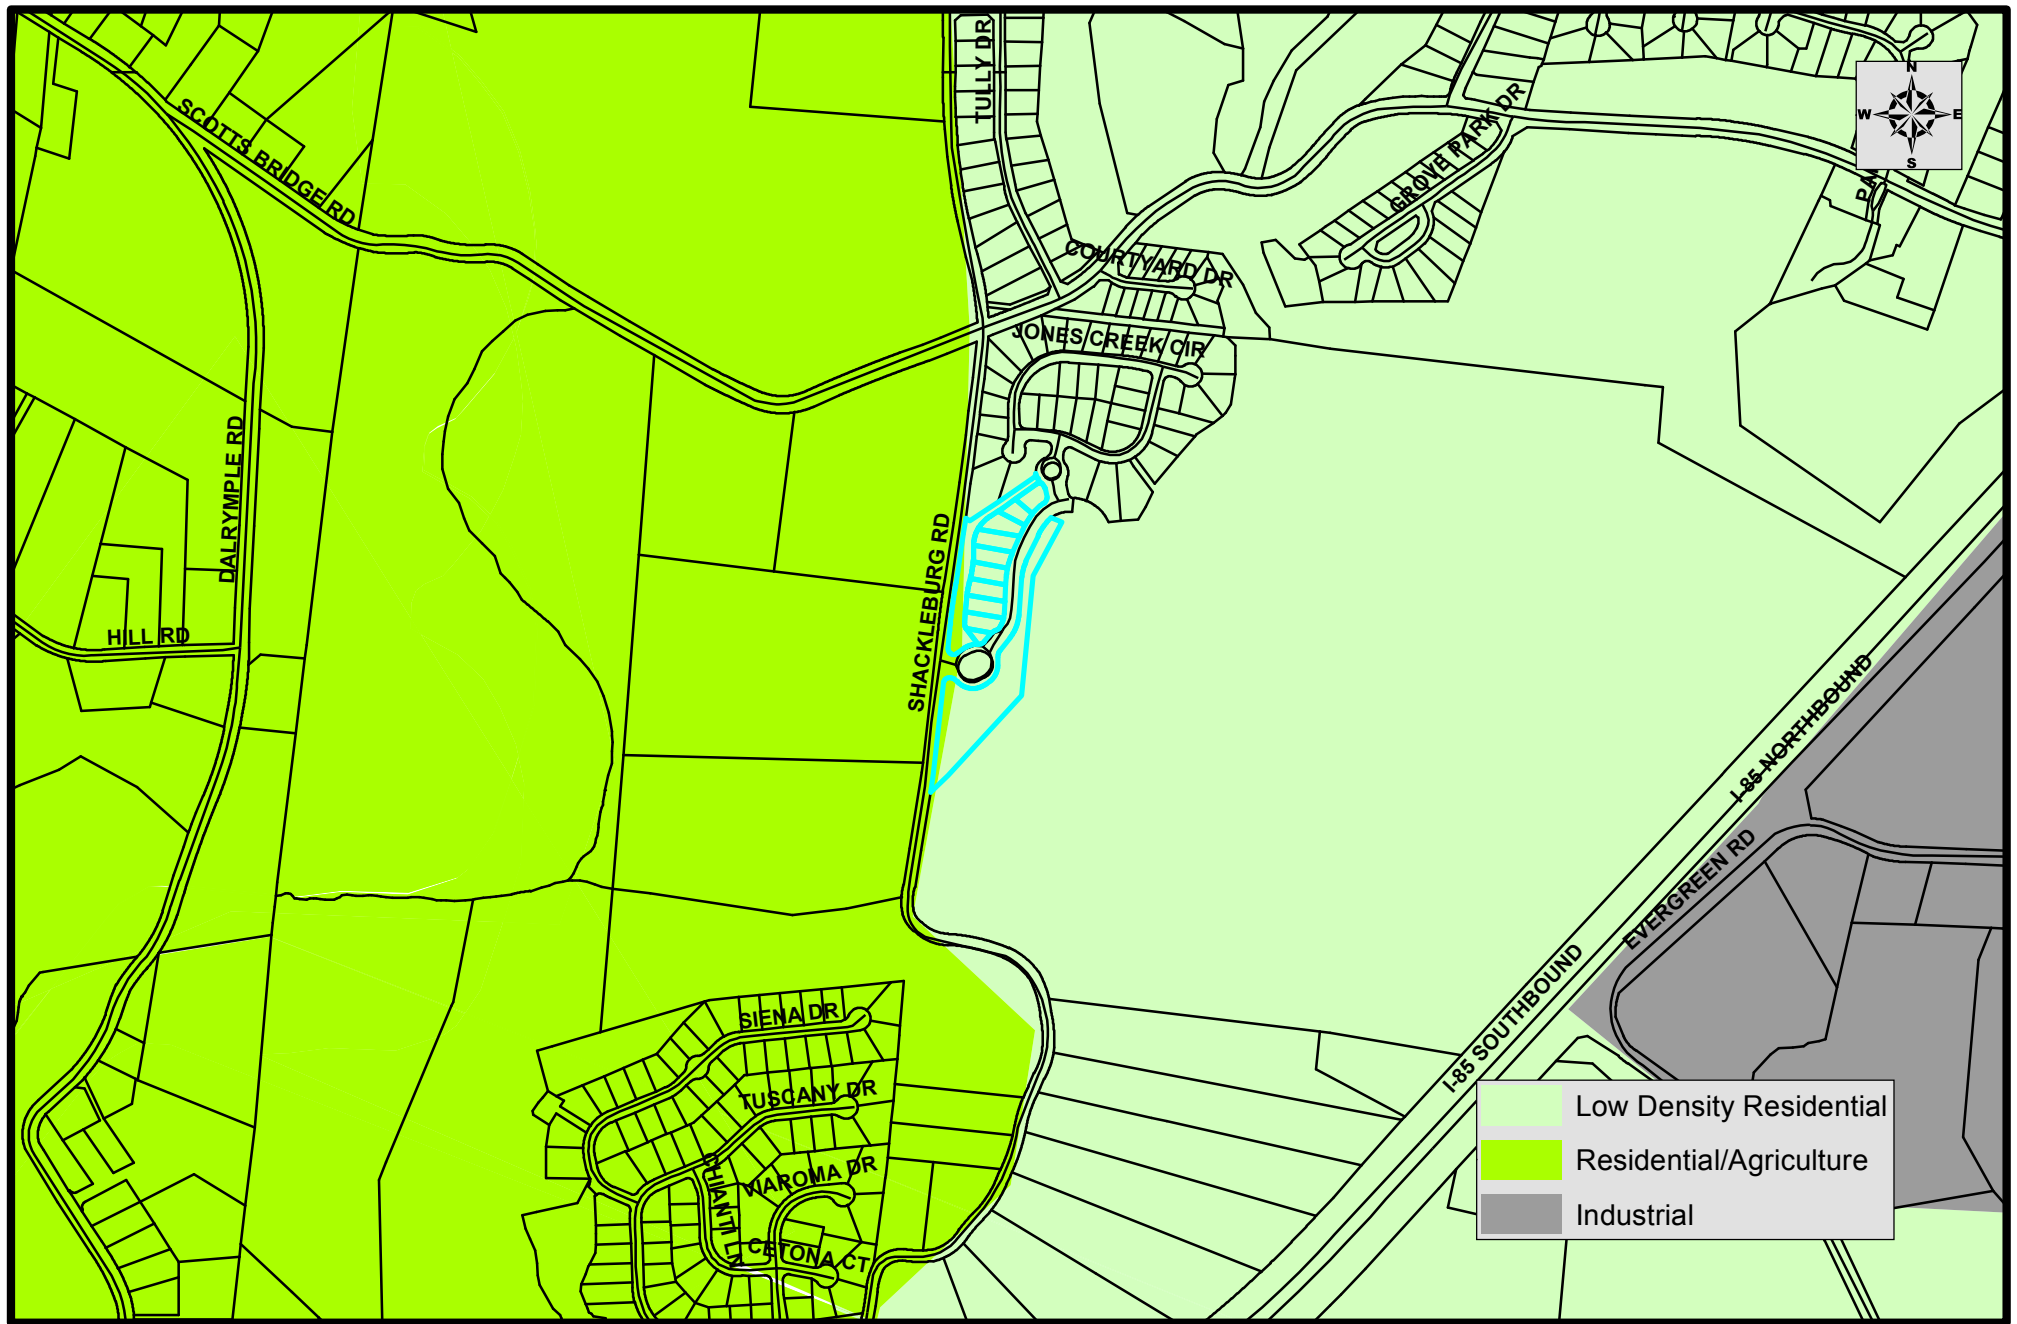 TULLY DR
N
W
E
S
SCOTTS BRIDGE RD
GROVE PARK DR
COURTYARD DR
JONES CREEK CIR
DALRYMPLE RD
SHACKLEBURG RD
HILL RD
I-85 NORTHBOUND
EVERGREEN RD
I-85 SOUTHBOUND
SIENA DR
TUSCANY DR
VIAROMA DR
CHIANTI LN
CETONA CT
Low Density Residential
Residential/Agriculture
Industrial